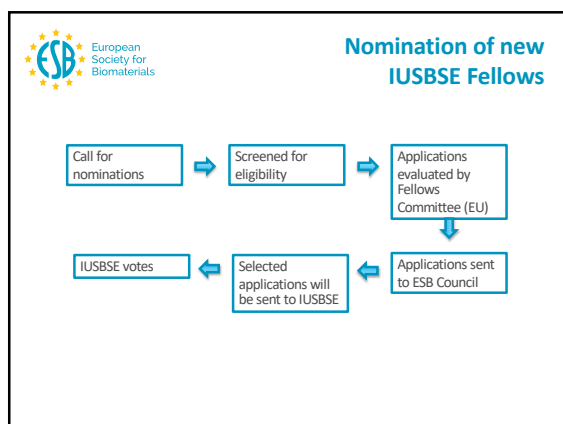 ESB
European
Society for
Biomaterials
Nomination of new
IUSBSE Fellows
Call for
nominations
Screened for
eligibility
Applications
evaluated by
Fellows
Committee (EU)
Applications sent
to ESB Council
Selected
applications will
be sent to IUSBSE
IUSBSE votes